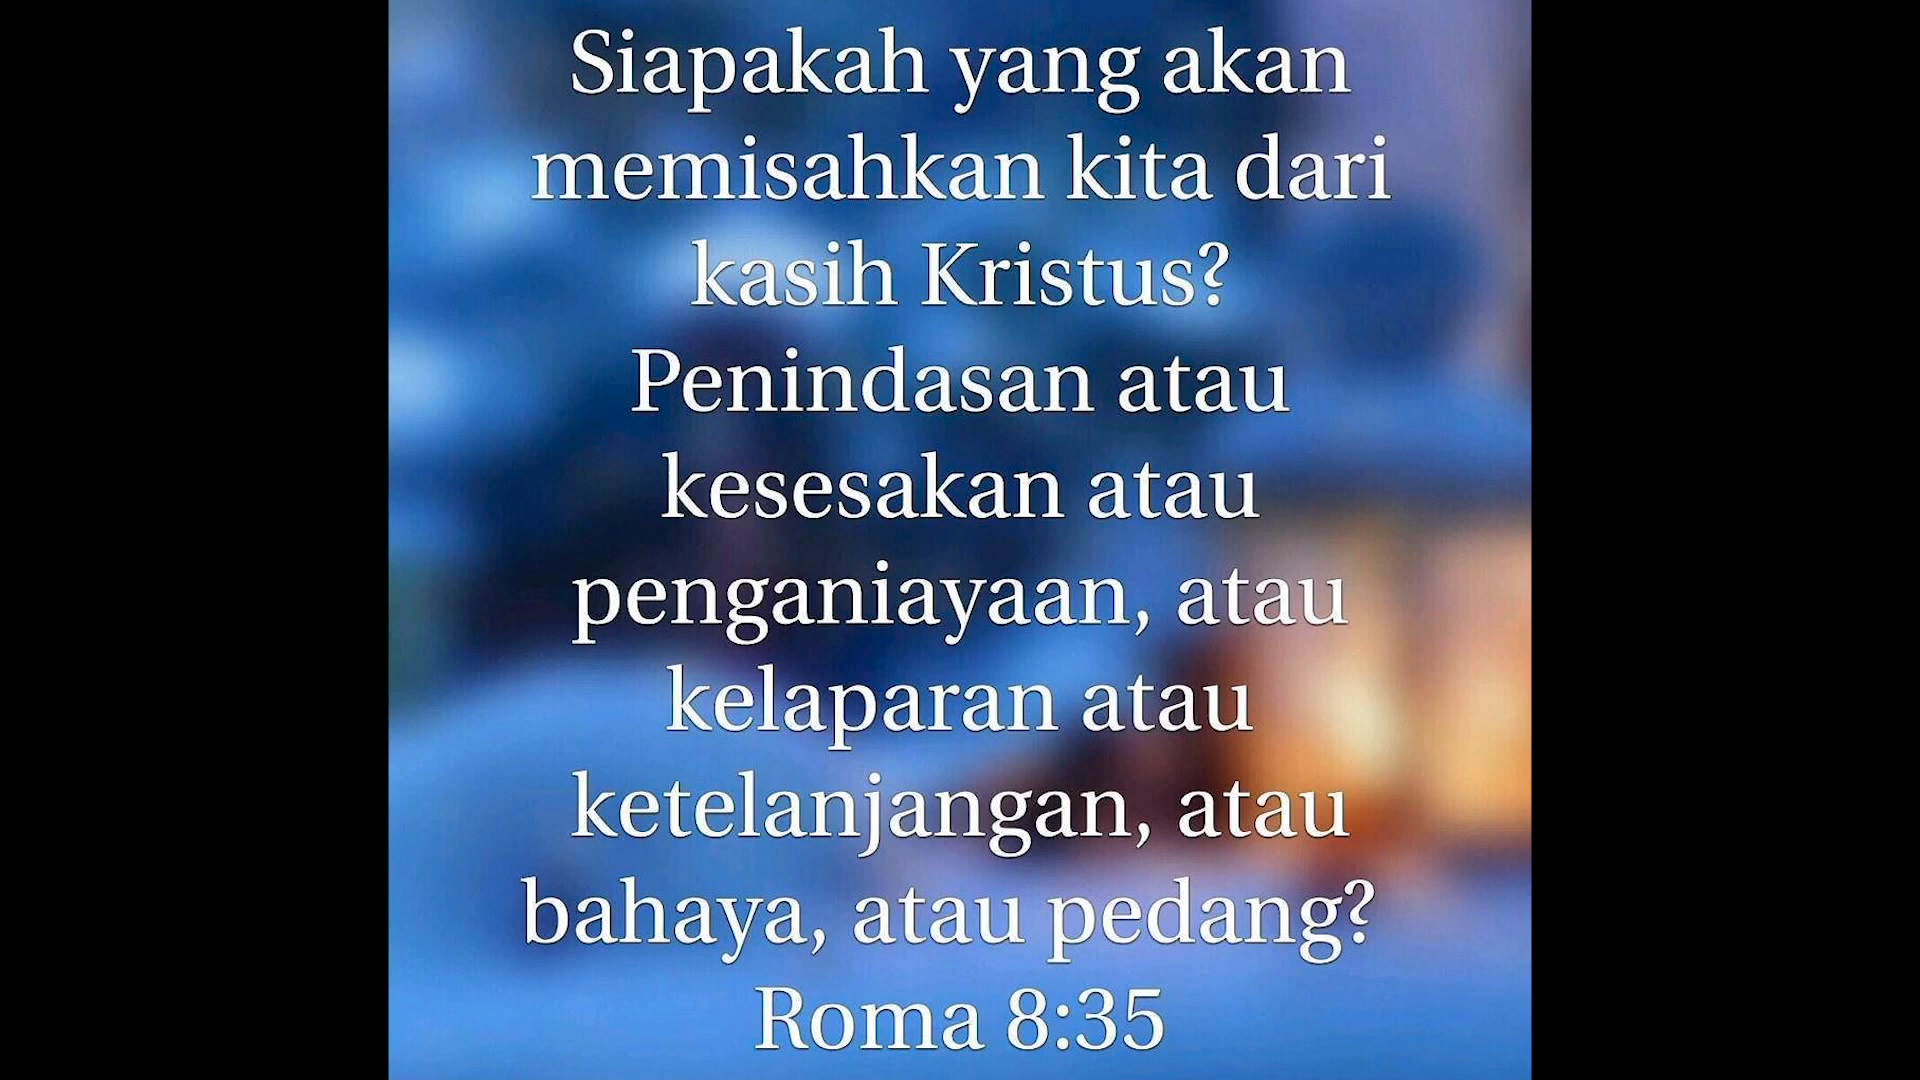 Siapakah yang akan
memisahkan kita dari
kasih Kristus?
Penindasan atau
kesesakan atau
penganiayaan, atau
kelaparan atau
ketelanjangan, atau
bahaya, atau pedang?
Roma 8:35